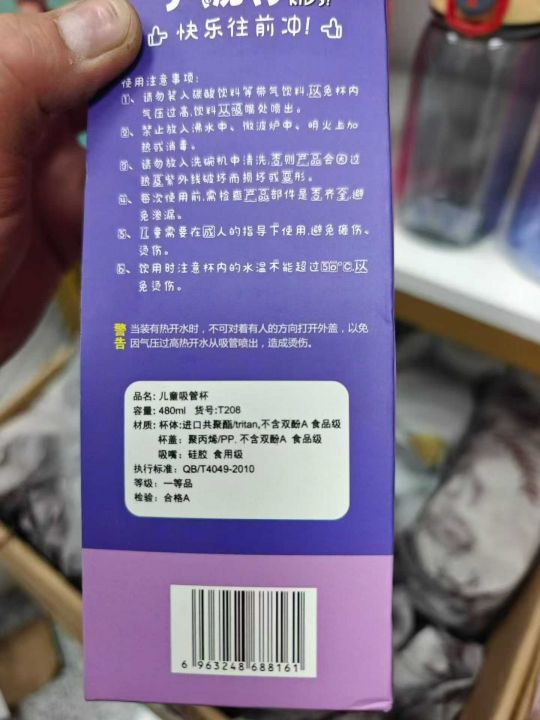 快乐往前冲!
使用注意事项:
①、请勿装入碳酸饮料等带气饮料,以免杯内
气压过高,饮料从吸嘴处喷出。
②、禁止放入沸水中、微波炉中、明火上加
热或消毒。
③、请勿放入洗碗机中清洗,否则产品会因过
热及紫外线破坏而损坏或变形。
④、每次使用前,需检查产品部件是否齐全,避
免渗漏。
⑤、儿童需要在成人的指导下使用,避免砸伤、
烫伤。
⑥、饮用时注意杯内的水温不能超过50°C,以
免烫伤。
警告
当装有热开水时，不可对着有人的方向打开外盖，以免
因气压过高热开水从吸管喷出，造成烫伤。
品名: 儿童吸管杯
容量: 480ml 货号:T208
材质: 杯体:进口共聚酯/tritan,不含双酚A 食品级
杯盖：聚丙烯/PP. 不含双酚A 食品级
吸嘴：硅胶 食用级
执行标准：QB/T4049-2010
等级：一等品
检验：合格A
6 963248 688161